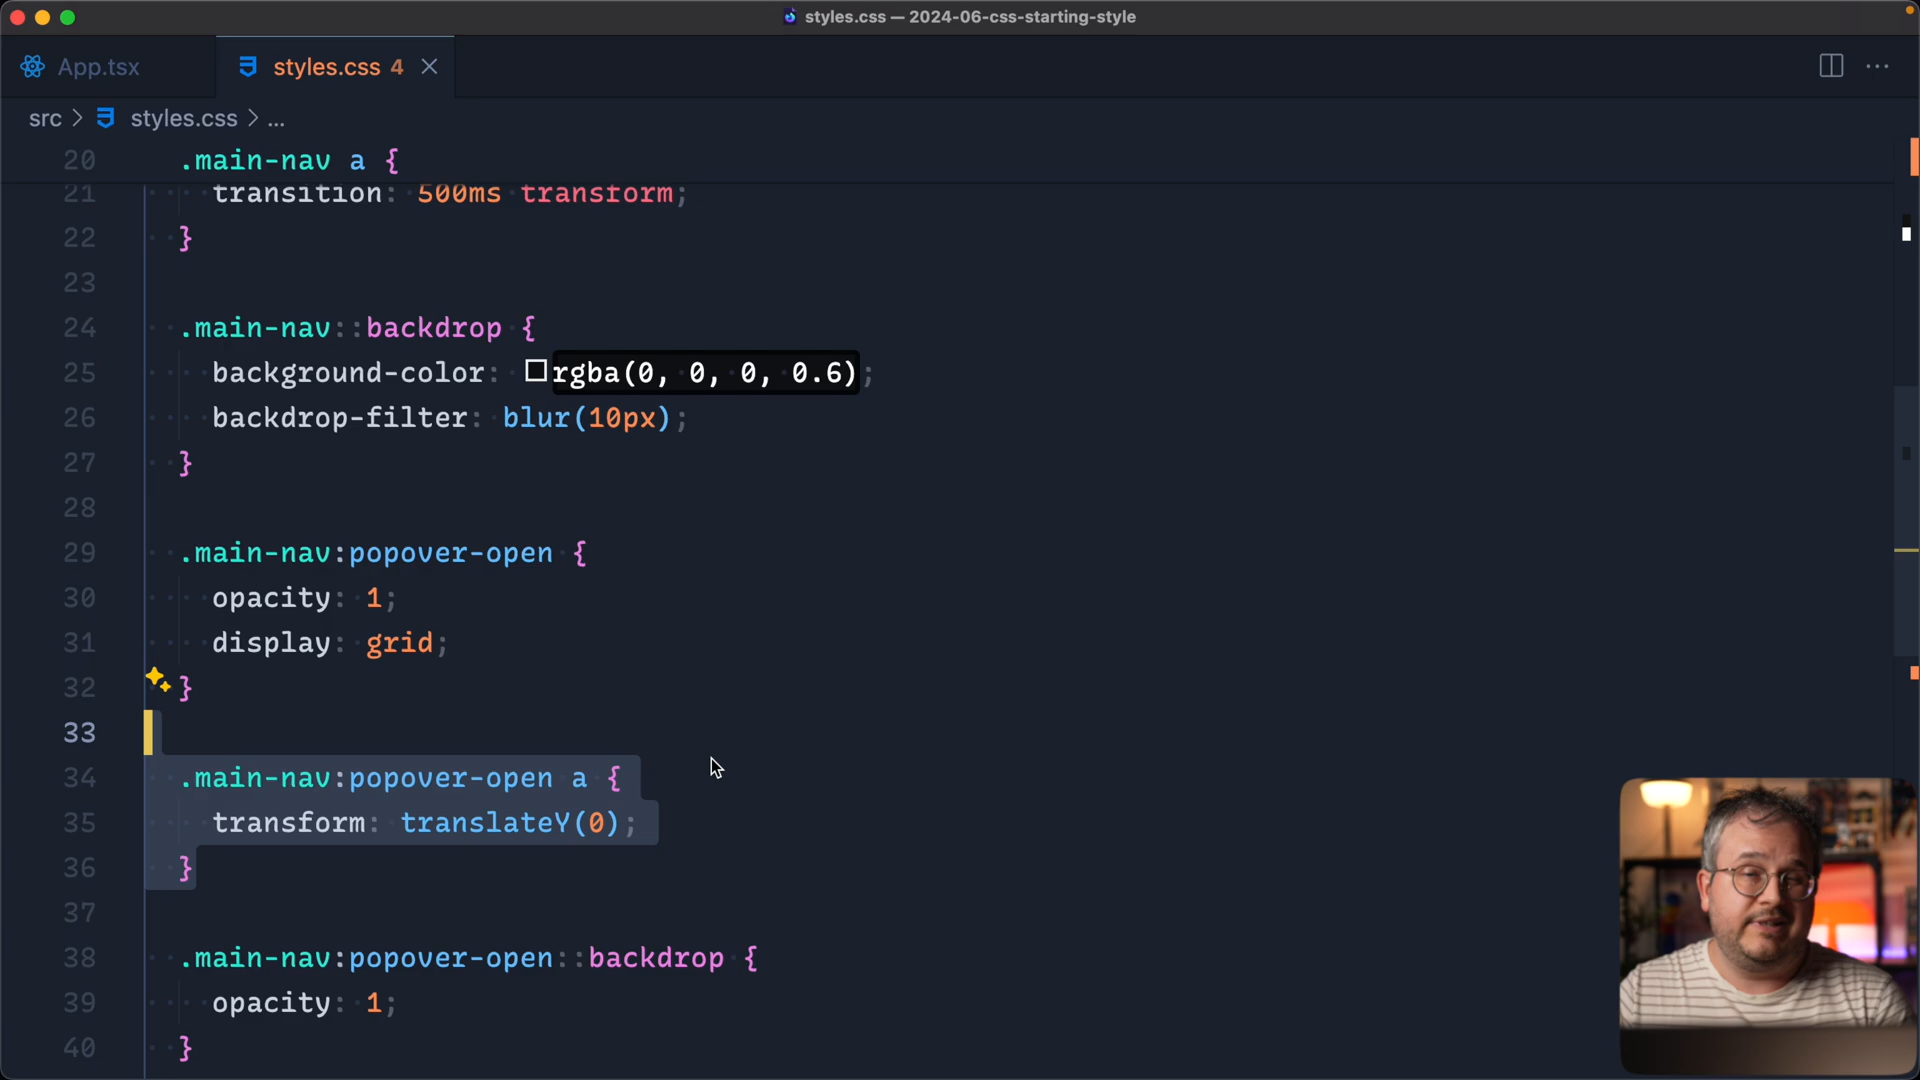 styles.css — 2024-06-css-starting-style
App.tsx
styles.css 4
src > styles.css > ...
20 .main-nav a {
21 transition: 500ms transform;
22 }
23
24 .main-nav::backdrop {
25 background-color: rgba(0, 0, 0, 0.6);
26 backdrop-filter: blur(10px);
27 }
28
29 .main-nav:popover-open {
30 opacity: 1;
31 display: grid;
32 }
33
34 .main-nav:popover-open a {
35 transform: translateY(0);
36 }
37
38 .main-nav:popover-open::backdrop {
39 opacity: 1;
40 }